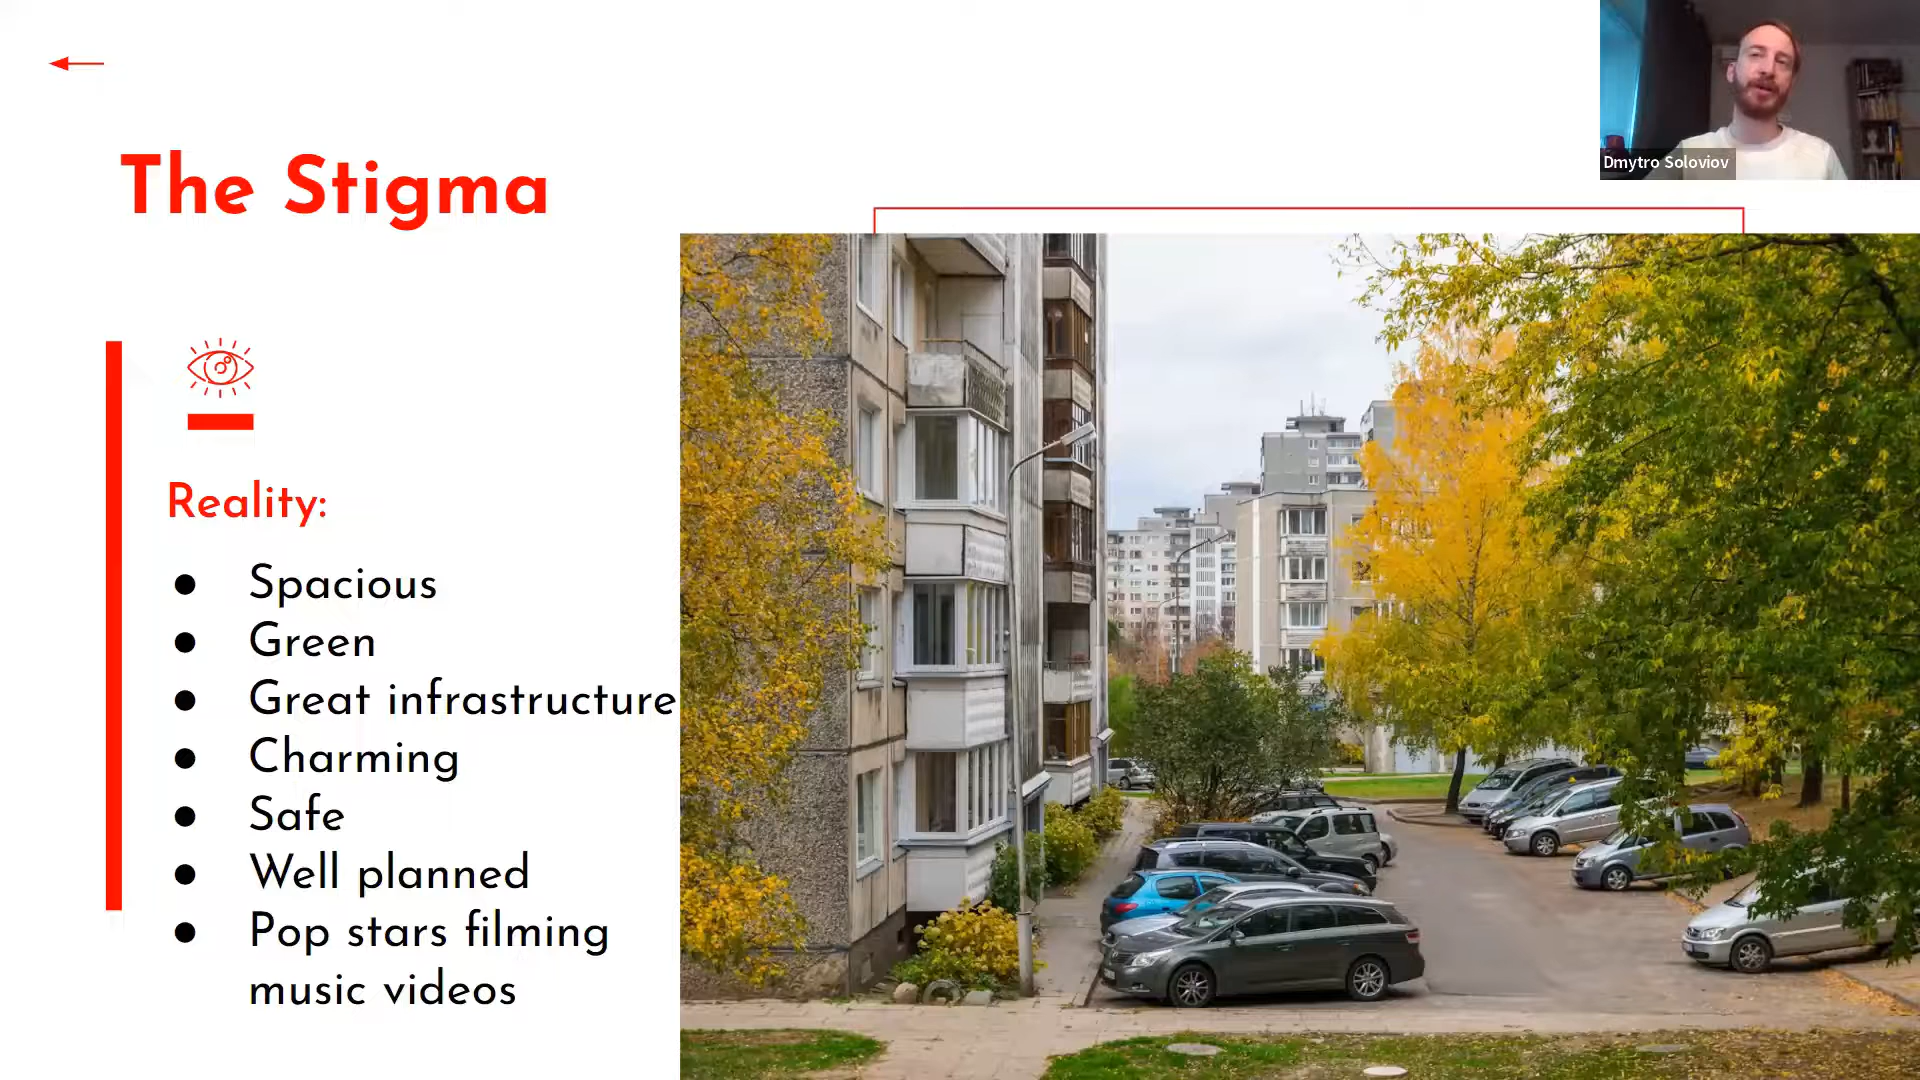 Dmytro Soloviov
The Stigma
Reality:
● Spacious
● Green
● Great infrastructure
● Charming
● Safe
● Well planned
● Pop stars filming
music videos